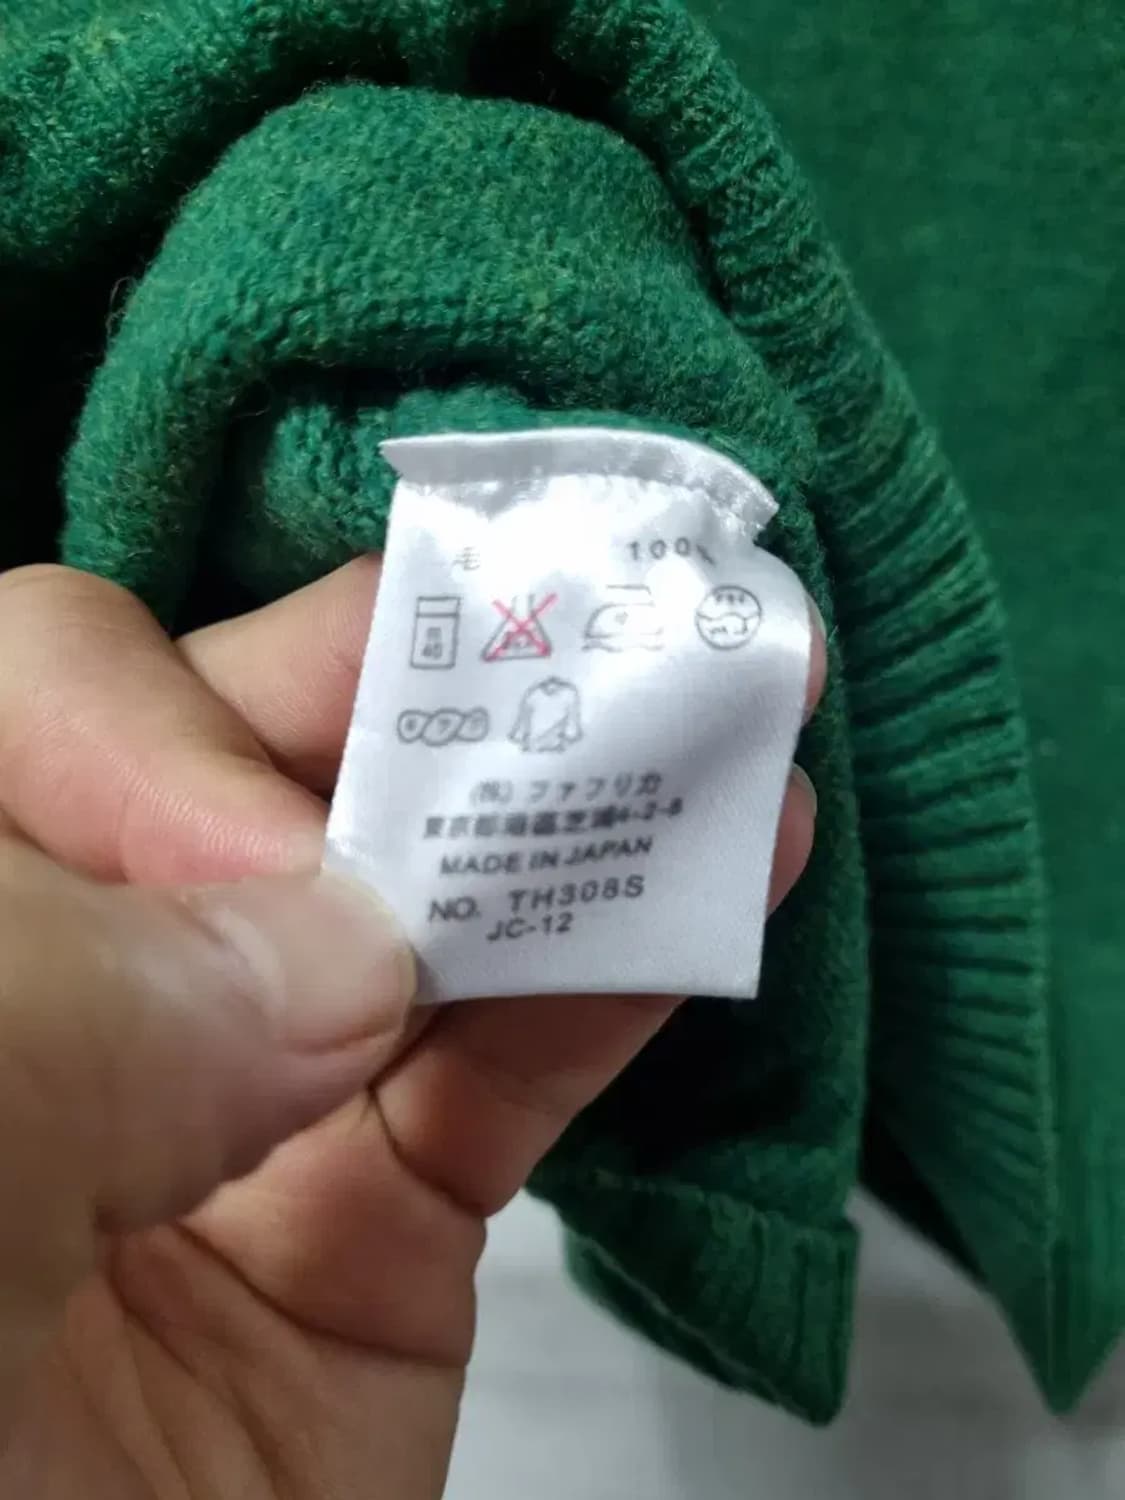 毛 100%
40
(株)ファブリカ
東京都港区芝浦4-2-8
MADE IN JAPAN
NO. TH308S
JC-12